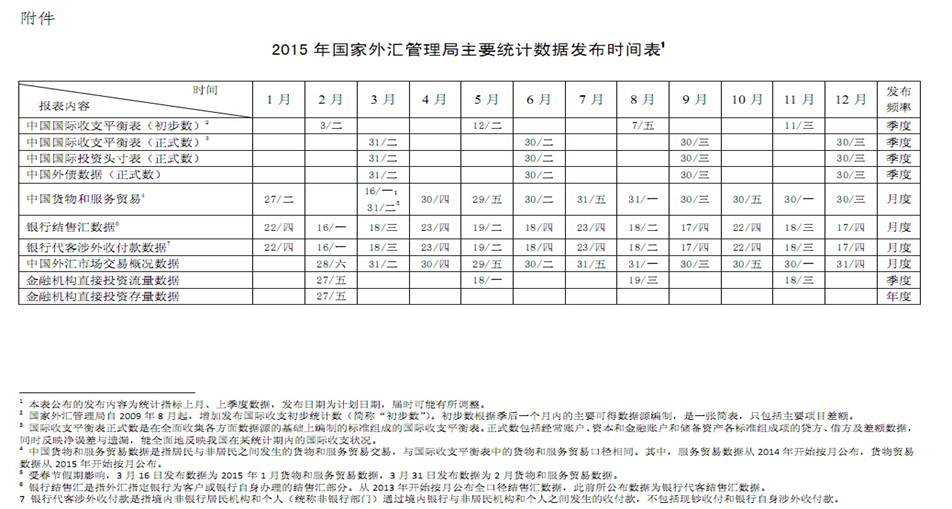 附件
2015 年国家外汇管理局主要统计数据发布时间表1
时间 报表内容 1 月 2 月 3 月 4 月 5 月 6 月 7 月 8 月 9 月 10 月 11 月 12 月 发布频率
中国国际收支平衡表（初步数）2 3/二 12/二 7/五 11/三 季度
中国国际收支平衡表（正式数）3 31/二 30/二 30/三 30/三 季度
中国国际投资头寸表（正式数） 31/二 30/二 30/三 30/三 季度
中国外债数据（正式数） 31/二 30/二 30/三 30/三 季度
中国货物和服务贸易4 27/二 16/一；31/二5 30/四 29/五 30/二 31/五 31/一 30/三 30/五 30/一 30/三 月度
银行结售汇数据6 22/四 16/一 18/三 23/四 19/二 18/四 23/四 18/二 17/四 22/四 18/三 17/四 月度
银行代客涉外收付款数据7 22/四 16/一 18/三 23/四 19/二 18/四 23/四 18/二 17/四 22/四 18/三 17/四 月度
中国外汇市场交易概况数据 28/六 31/二 30/四 29/五 30/二 31/五 31/一 30/三 30/五 30/一 31/四 月度
金融机构直接投资流量数据 27/五 18/一 19/三 18/三 季度
金融机构直接投资存量数据 27/五 年度
1 本表公布的发布内容为统计指标上月、上季度数据，发布日期为计划日期，届时可能有所调整。
2 国家外汇管理局自 2009 年 8 月起，增加发布国际收支初步统计数（简称“初步数”）。初步数根据季后一个月内的主要可得数据源编制，是一张简表，只包括主要项目差额。
3 国际收支平衡表正式数是在全面收集各方面数据源的基础上编制的标准组成的国际收支平衡表。正式数包括经常账户、资本和金融账户和储备资产各标准组成项的贷方、借方及差额数据，
同时反映净误差与遗漏，能全面地反映我国在某统计期内的国际收支状况。
4 中国货物和服务贸易数据是指居民与非居民之间发生的货物和服务贸易交易，与国际收支平衡表中的货物和服务贸易口径相同。其中，服务贸易数据从 2014 年开始按月公布，货物贸易
数据从 2015 年开始按月公布。
5 受春节假期影响，3 月 16 日发布数据为 2015 年 1 月货物和服务贸易数据，3 月 31 日发布数据为 2 月货物和服务贸易数据。
6 银行结售汇是指外汇指定银行为客户或银行自身办理的结售汇部分。从 2013 年开始按月公布全口径结售汇数据，此前所公布数据为银行代客结售汇数据。
7 银行代客涉外收付款是指境内非银行居民机构和个人（统称非银行部门）通过境内银行与非居民机构和个人之间发生的收付款，不包括现钞收付和银行自身涉外收付款。